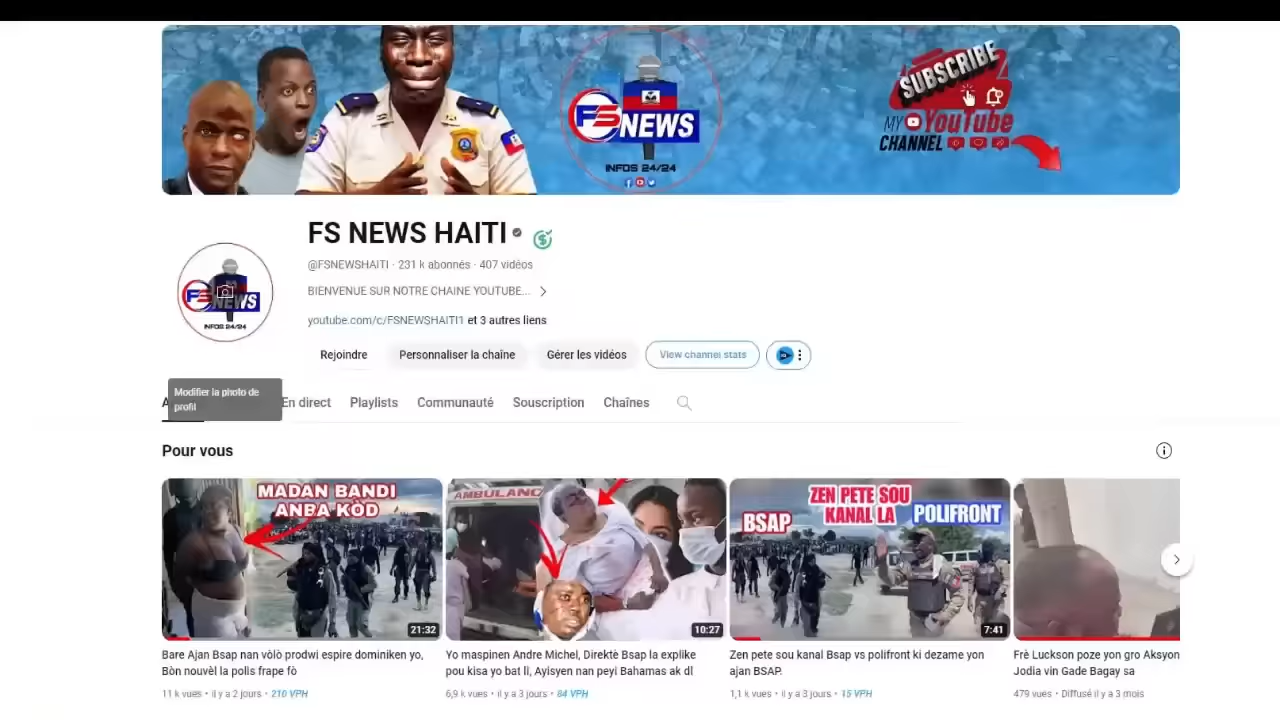 SUBSCRIBE
MY YouTube
CHANNEL
FS NEWS
INFOS 24/24
FS NEWS HAITI
@FSNEWSHAITI · 231 k abonnés · 407 vidéos
BIENVENUE SUR NOTRE CHAINE YOUTUBE...
youtube.com/c/FSNEWSHAITI1 et 3 autres liens
FS NEWS
INFOS 24/24
Rejoindre Personnaliser la chaîne Gérer les vidéos View channel stats
Modifier la photo de
profil
En direct Playlists Communauté Souscription Chaînes
Pour vous
MADAN BANDI
ANBA KÒD
21:32
AMBULANC
10:27
ZEN PETE SOU
KANAL LA
BSAP
POLIFRONT
7:41
Bare Ajan Bsap nan vòlò prodwi espire dominiken yo,
Bòn nouvèl la polis frape fò
11 k vues • il y a 2 jours • 210 VPH
Yo maspinen Andre Michel, Direktè Bsap la explike
pou kisa yo bat li, Ayisyen nan peyi Bahamas ak dl
6,9 k vues • il y a 3 jours • 84 VPH
Zen pete sou kanal Bsap vs polifront ki dezame yon
ajan BSAP.
1,1 k vues • il y a 3 jours • 15 VPH
Frè Luckson poze yon gro Aksyon
Jodia vin Gade Bagay sa
479 vues • Diffusé il y a 3 mois